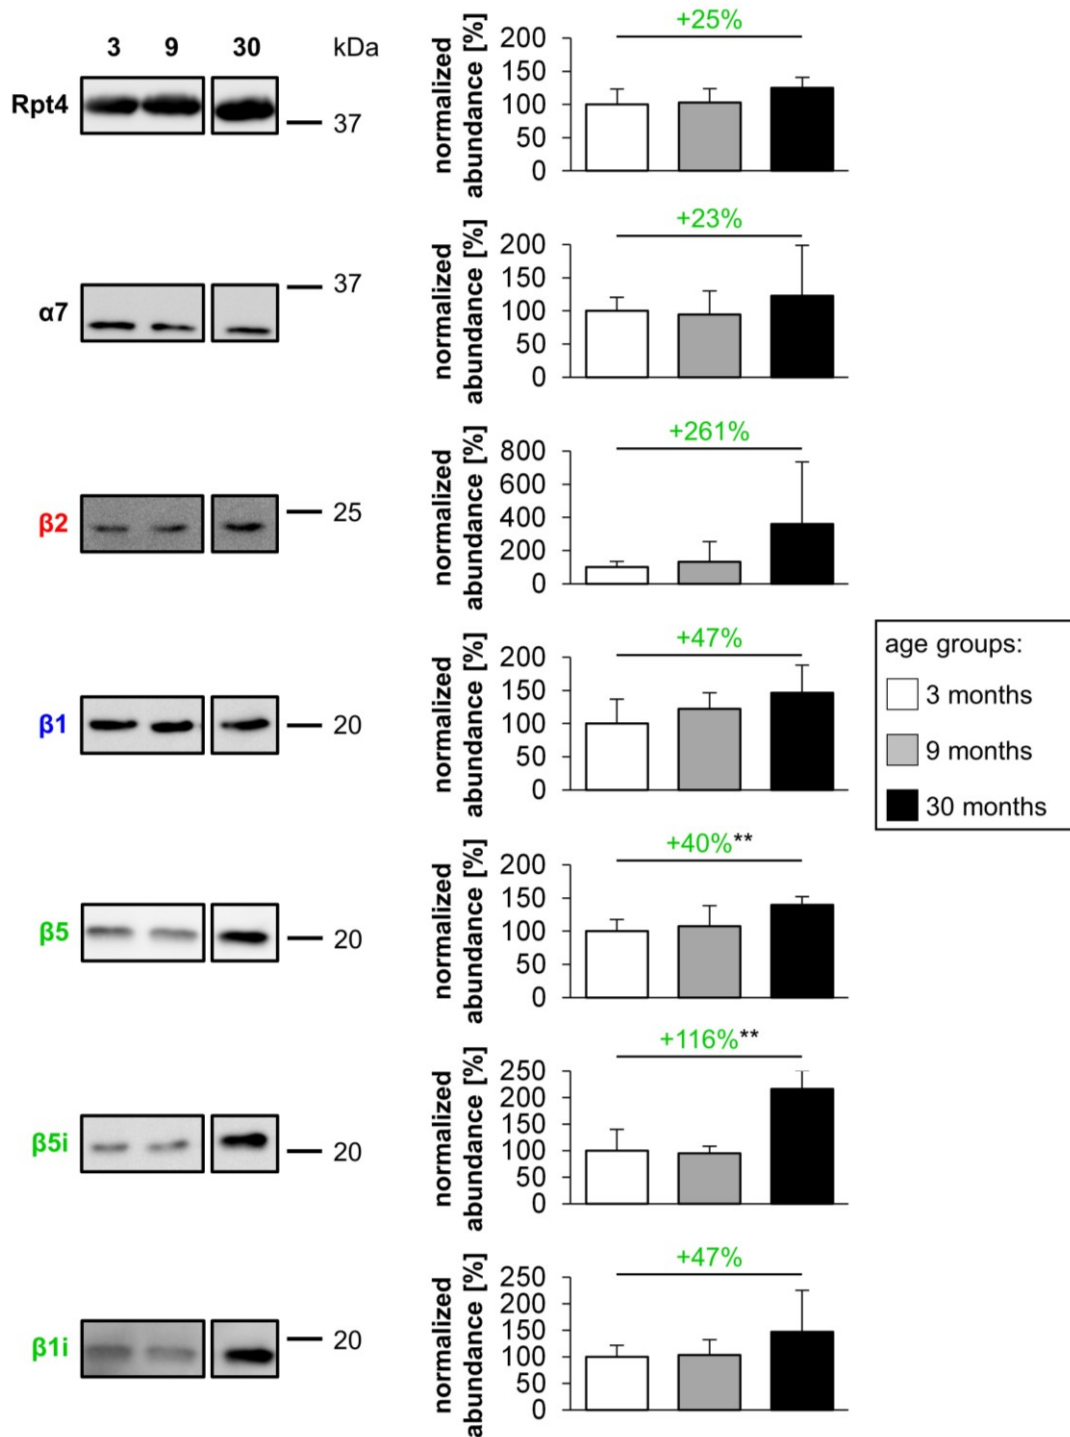 3 9 30 kDa
Rpt4
37
+25%
normalized
abundance [%]
200
150
100
50
0
α7
37
+23%
normalized
abundance [%]
200
150
100
50
0
β2
25
+261%
normalized
abundance [%]
800
600
400
200
0
β1
20
+47%
normalized
abundance [%]
200
150
100
50
0
age groups:
3 months
9 months
30 months
β5
20
+40%**
normalized
abundance [%]
200
150
100
50
0
β5i
20
+116%**
normalized
abundance [%]
250
200
150
100
50
0
β1i
20
+47%
normalized
abundance [%]
250
200
150
100
50
0